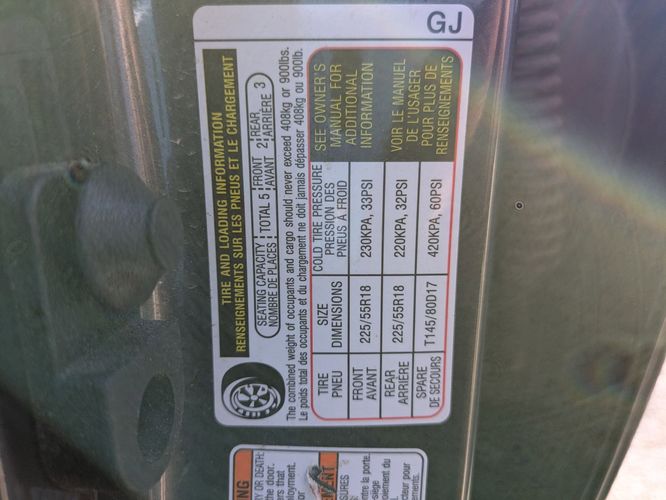 GJ
TIRE AND LOADING INFORMATION
RENSEIGNEMENTS SUR LES PNEUS ET LE CHARGEMENT
SEATING CAPACITY TOTAL 5 FRONT 2 REAR 3
NOMBRE DE PLACES AVANT ARRIÈRE
The combined weight of occupants and cargo should never exceed 408kg or 900lbs.
Le poids total des occupants et du chargement ne doit jamais dépasser 408kg ou 900lb.
TIRE SIZE COLD TIRE PRESSURE
PNEU DIMENSIONS PRESSION DES
PNEUS À FROID
FRONT 225/55R18 230KPA, 33PSI
AVANT
REAR 225/55R18 220KPA, 32PSI
ARRIÈRE
SPARE T145/80D17 420KPA, 60PSI
DE SECOURS
SEE OWNER'S
MANUAL FOR
ADDITIONAL
INFORMATION
VOIR LE MANUEL
DE L'USAGER
POUR PLUS DE
RENSEIGNEMENTS
OR DEATH:
the door.